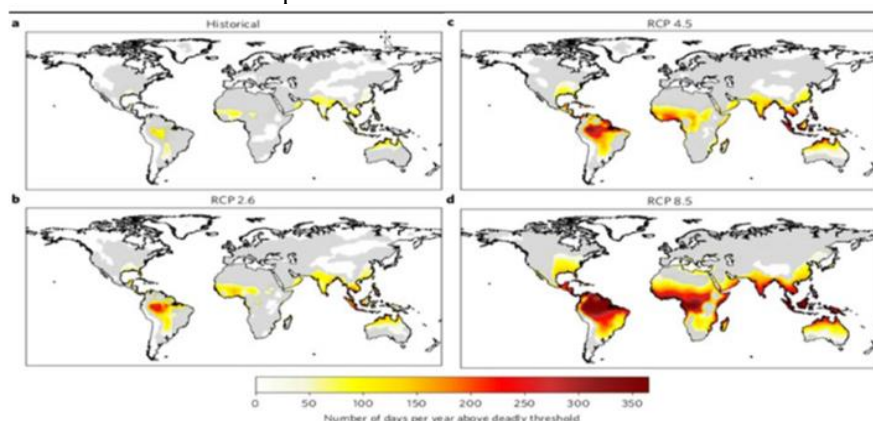 a Historical
c RCP 4.5
b RCP 2.6
d RCP 8.5
0 50 100 150 200 250 300 350
Number of days per year above deadly threshold